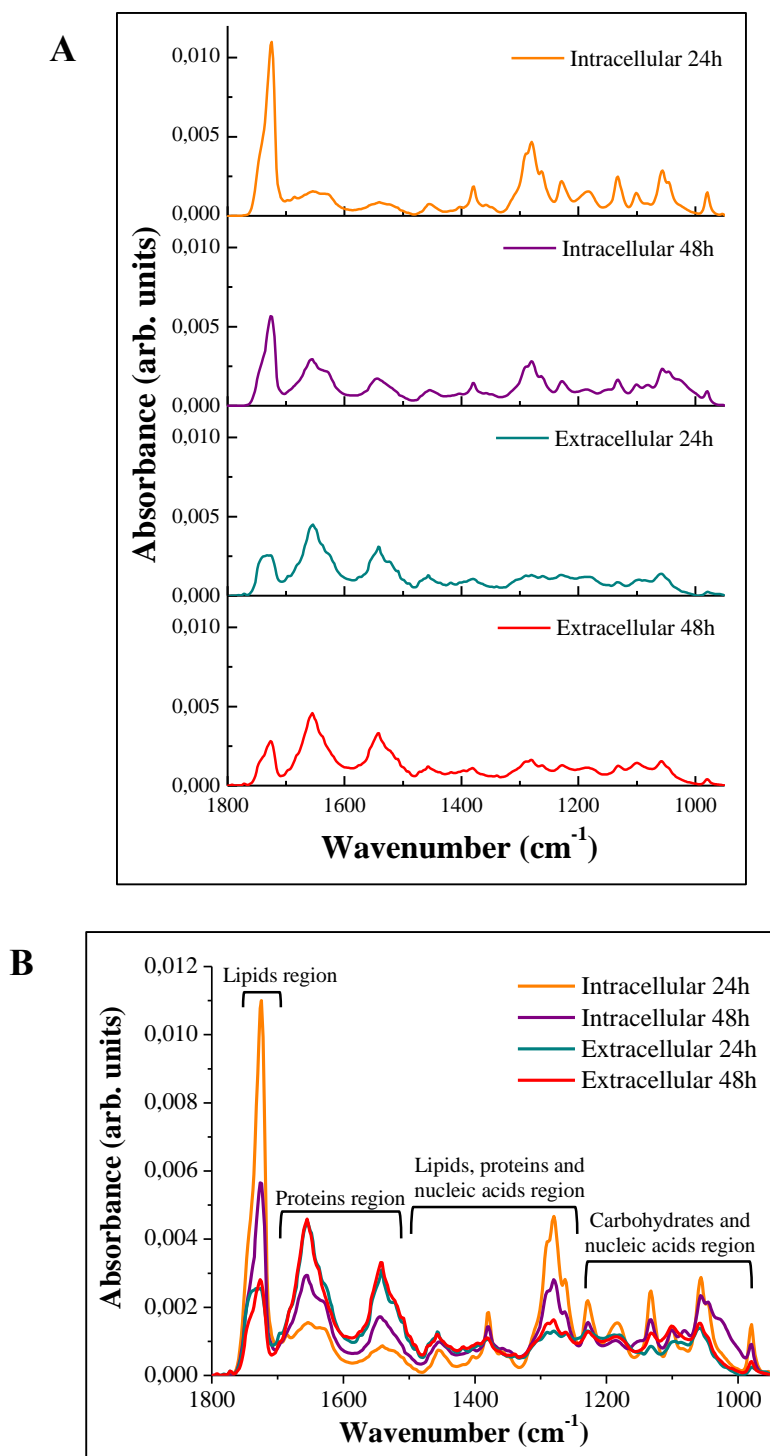 A
Absorbance (arb. units)
0,010
0,005
0,000
Intracellular 24h
0,010
0,005
0,000
Intracellular 48h
0,010
0,005
0,000
Extracellular 24h
0,010
0,005
0,000
Extracellular 48h
1800 1600 1400 1200 1000
Wavenumber (cm⁻¹)
B
Absorbance (arb. units)
0,012
0,010
0,008
0,006
0,004
0,002
0,000
Lipids region
Intracellular 24h
Intracellular 48h
Extracellular 24h
Extracellular 48h
Proteins region
Lipids, proteins and
nucleic acids region
Carbohydrates and
nucleic acids region
1800 1600 1400 1200 1000
Wavenumber (cm⁻¹)